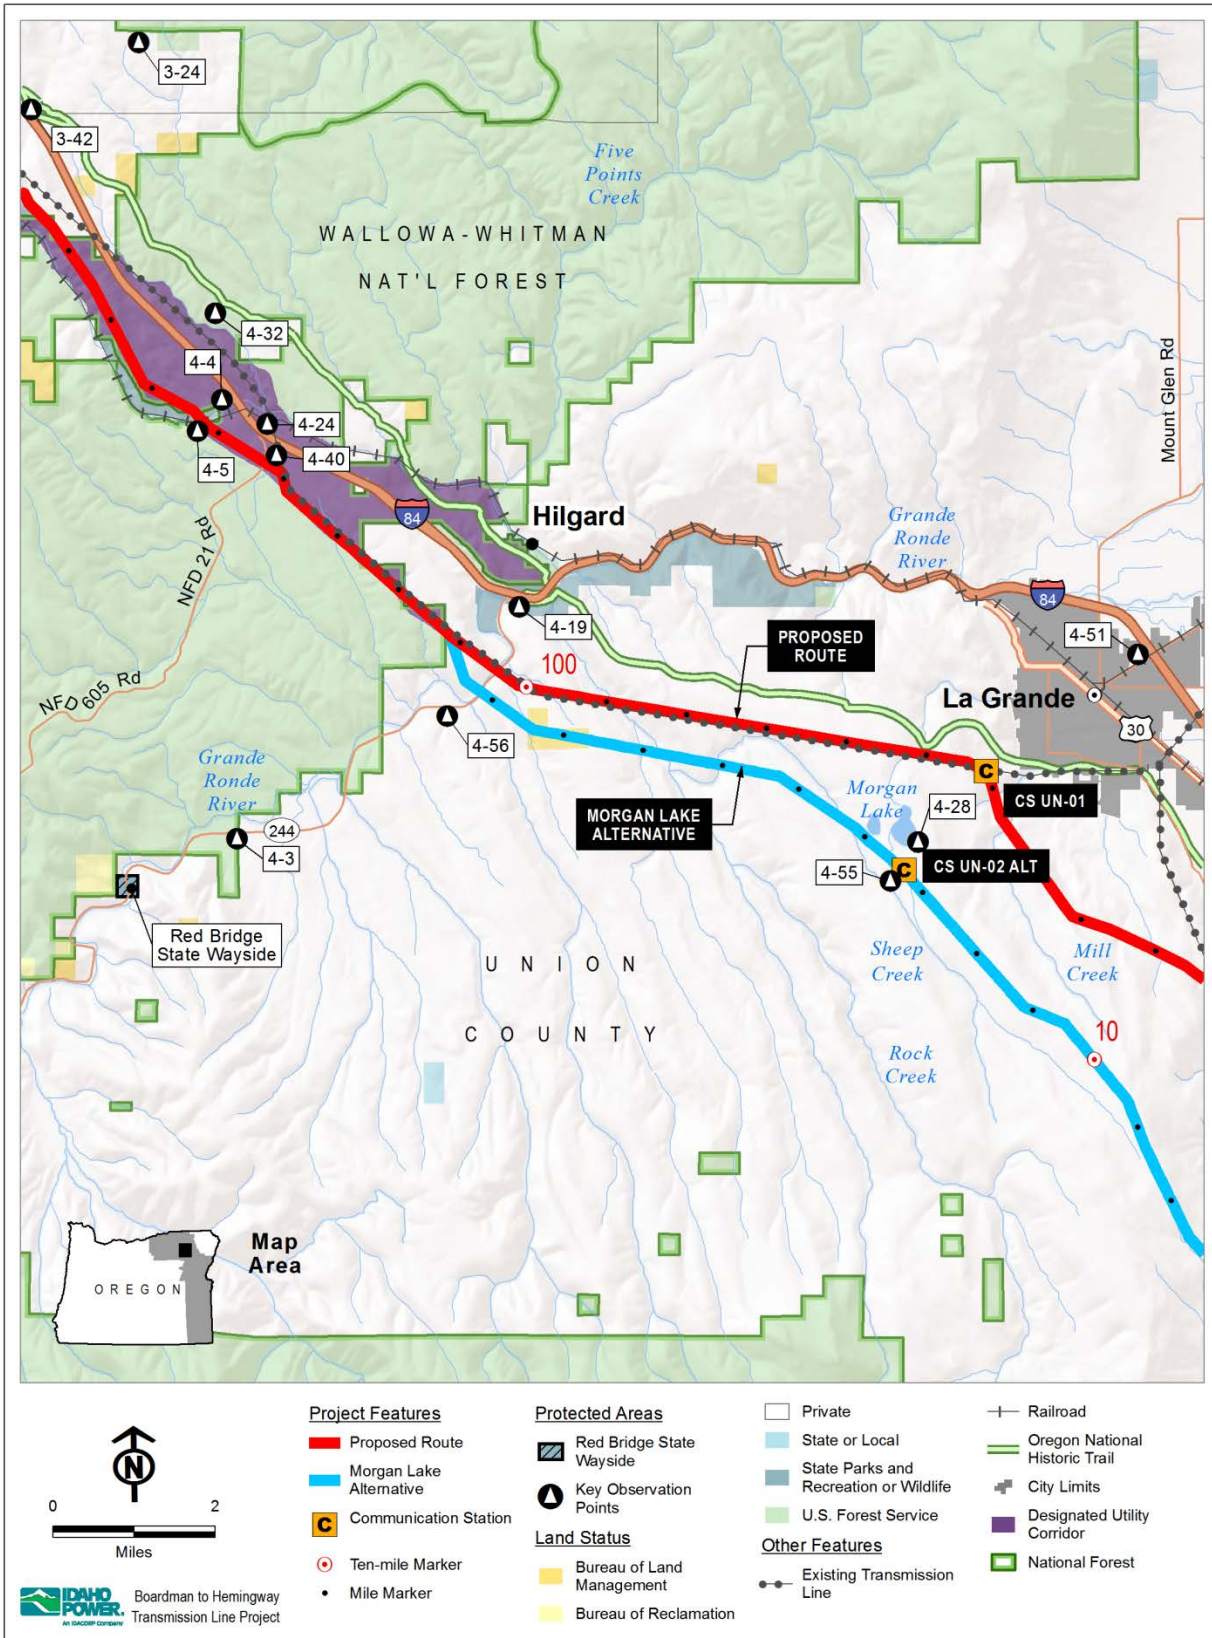 3-24
3-42
Five
Points
Creek
WALLOWA-WHITMAN
NAT'L FOREST
4-32
4-4
4-24
4-40
4-5
84
Hilgard
Grande
Ronde
River
Mount Glen Rd
NFD 21 Rd
NFD 605 Rd
84
4-19
4-51
PROPOSED
ROUTE
100
La Grande
30
4-56
Grande
Ronde
River
244
4-3
MORGAN LAKE
ALTERNATIVE
Morgan
Lake
4-28
C
CS UN-01
4-55
C
CS UN-02 ALT
Red Bridge
State Wayside
UNION
COUNTY
Sheep
Creek
Mill
Creek
10
Rock
Creek
Map
Area
OREGON
N
0 2
Miles
IDAHO
POWER.
An IDACORP Company
Boardman to Hemingway
Transmission Line Project
Project Features
Proposed Route
Morgan Lake
Alternative
C
Communication Station
Ten-mile Marker
Mile Marker
Protected Areas
Red Bridge State
Wayside
Key Observation
Points
Land Status
Bureau of Land
Management
Bureau of Reclamation
Private
State or Local
State Parks and
Recreation or Wildlife
U.S. Forest Service
Other Features
Existing Transmission
Line
Railroad
Oregon National
Historic Trail
City Limits
Designated Utility
Corridor
National Forest